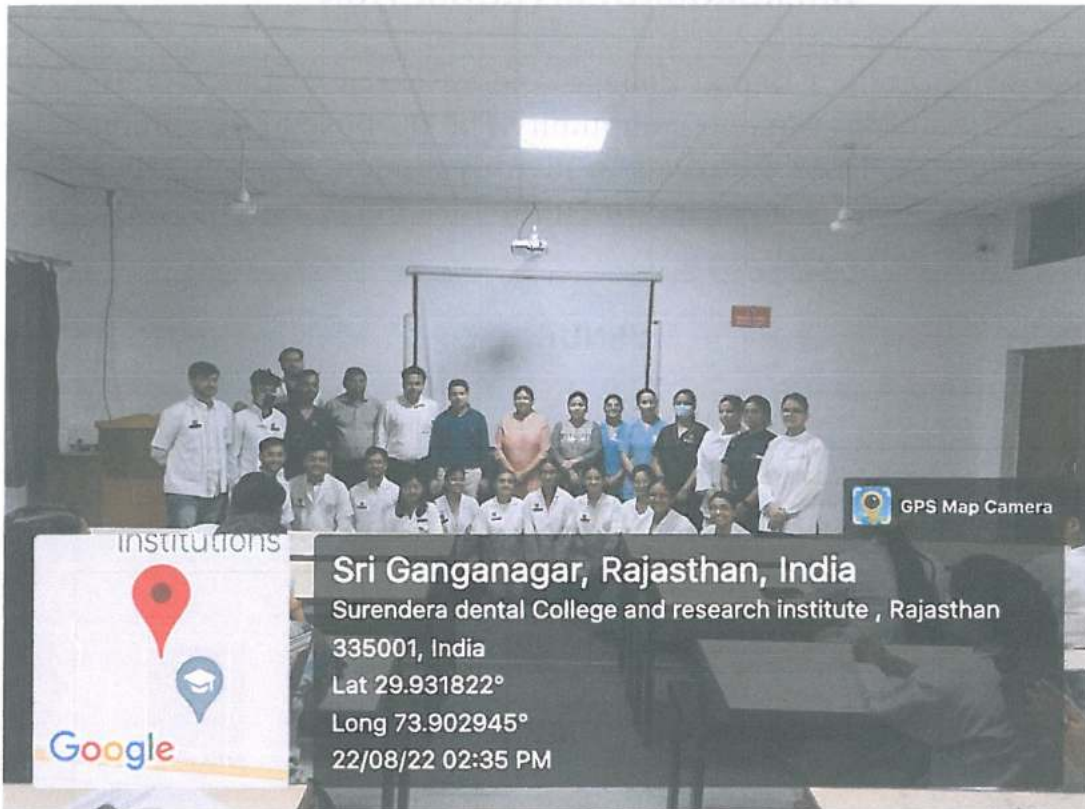 GPS Map Camera
Institutions
Google
Sri Ganganagar, Rajasthan, India
Surendera dental College and research institute , Rajasthan
335001, India
Lat 29.931822°
Long 73.902945°
22/08/22 02:35 PM